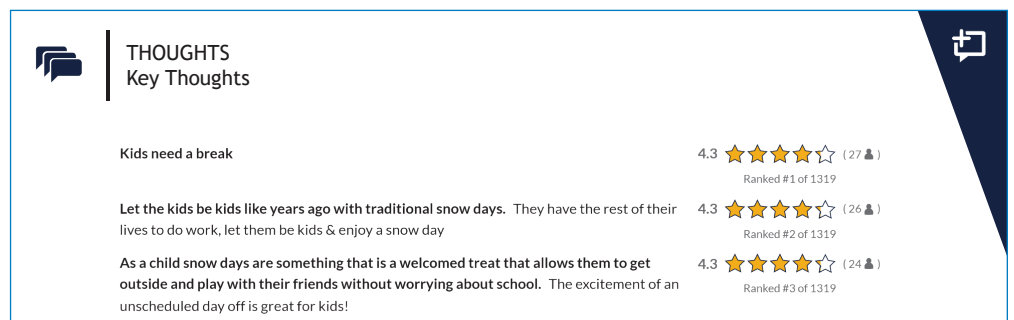 THOUGHTS
Key Thoughts
Kids need a break
4.3 ( 27 )
Ranked #1 of 1319
Let the kids be kids like years ago with traditional snow days. They have the rest of their
lives to do work, let them be kids & enjoy a snow day
4.3 ( 26 )
Ranked #2 of 1319
As a child snow days are something that is a welcomed treat that allows them to get
outside and play with their friends without worrying about school. The excitement of an
unscheduled day off is great for kids!
4.3 ( 24 )
Ranked #3 of 1319